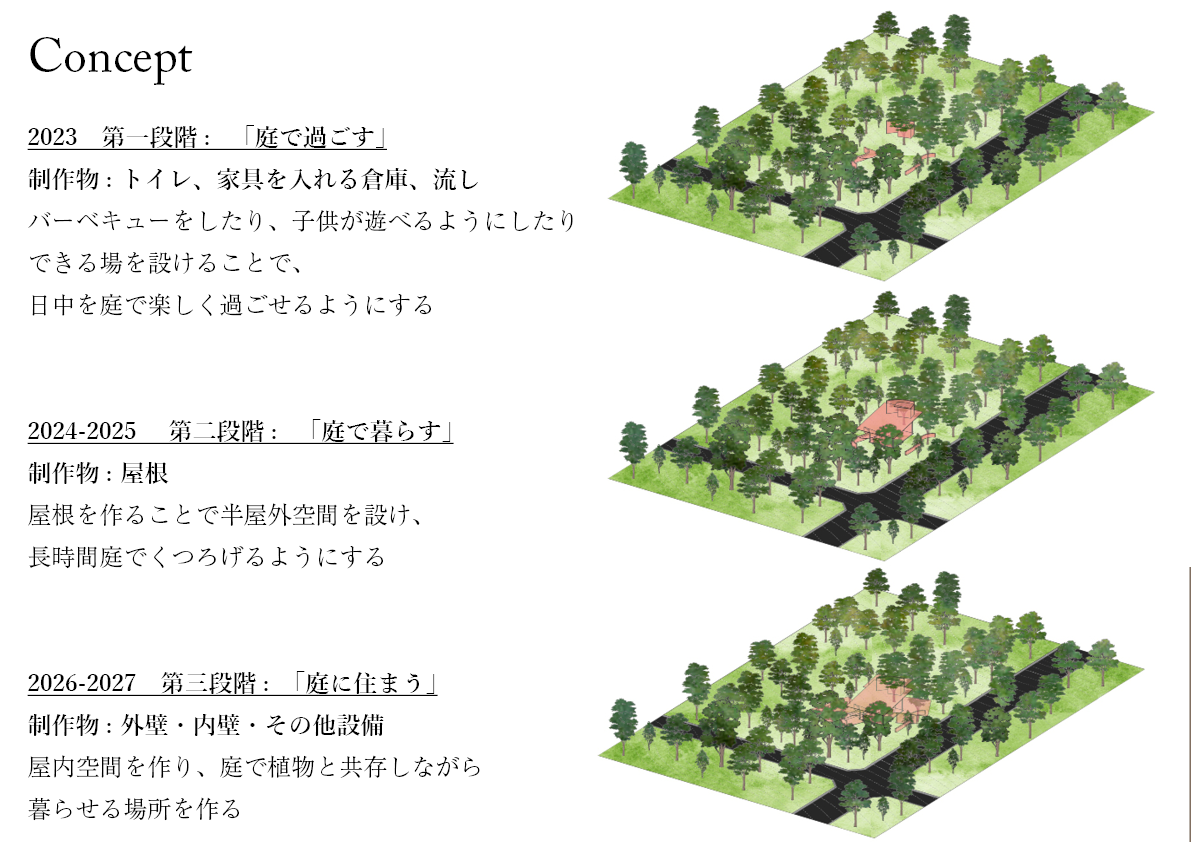 Concept
2023　第一段階 :　「庭で過ごす」
制作物 : トイレ、家具を入れる倉庫、流し
バーベキューをしたり、子供が遊べるようにしたり
できる場を設けることで、
日中を庭で楽しく過ごせるようにする
2024-2025　第二段階 :　「庭で暮らす」
制作物 : 屋根
屋根を作ることで半屋外空間を設け、
長時間庭でくつろげるようにする
2026-2027　第三段階 : 「庭に住まう」
制作物 : 外壁・内壁・その他設備
屋内空間を作り、庭で植物と共存しながら
暮らせる場所を作る